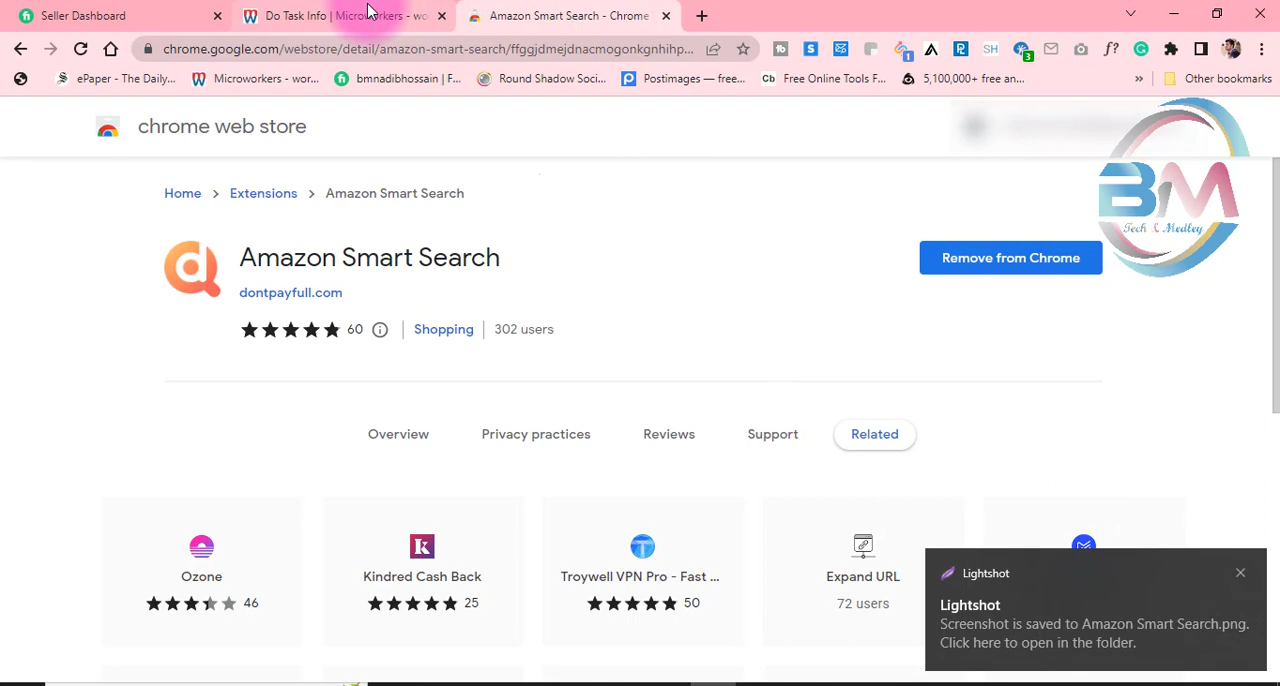 Seller Dashboard
Do Task Info | Microworkers - wo
Amazon Smart Search - Chrome
chrome.google.com/webstore/detail/amazon-smart-search/ffggjdmejdnacmogonkgnhihp...
ePaper - The Daily...
Microworkers - wor...
bmnadibhossain | F...
Round Shadow Soci...
Postimages — free...
Cb Free Online Tools F...
5,100,000+ free an...
» Other bookmarks
chrome web store
Home > Extensions > Amazon Smart Search
BM
Tech & Medley
Amazon Smart Search
Remove from Chrome
dontpayfull.com
60 Shopping 302 users
Overview Privacy practices Reviews Support Related
Ozone
46
Kindred Cash Back
25
Troywell VPN Pro - Fast ...
50
Expand URL
72 users
Lightshot
Lightshot
Screenshot is saved to Amazon Smart Search.png.
Click here to open in the folder.